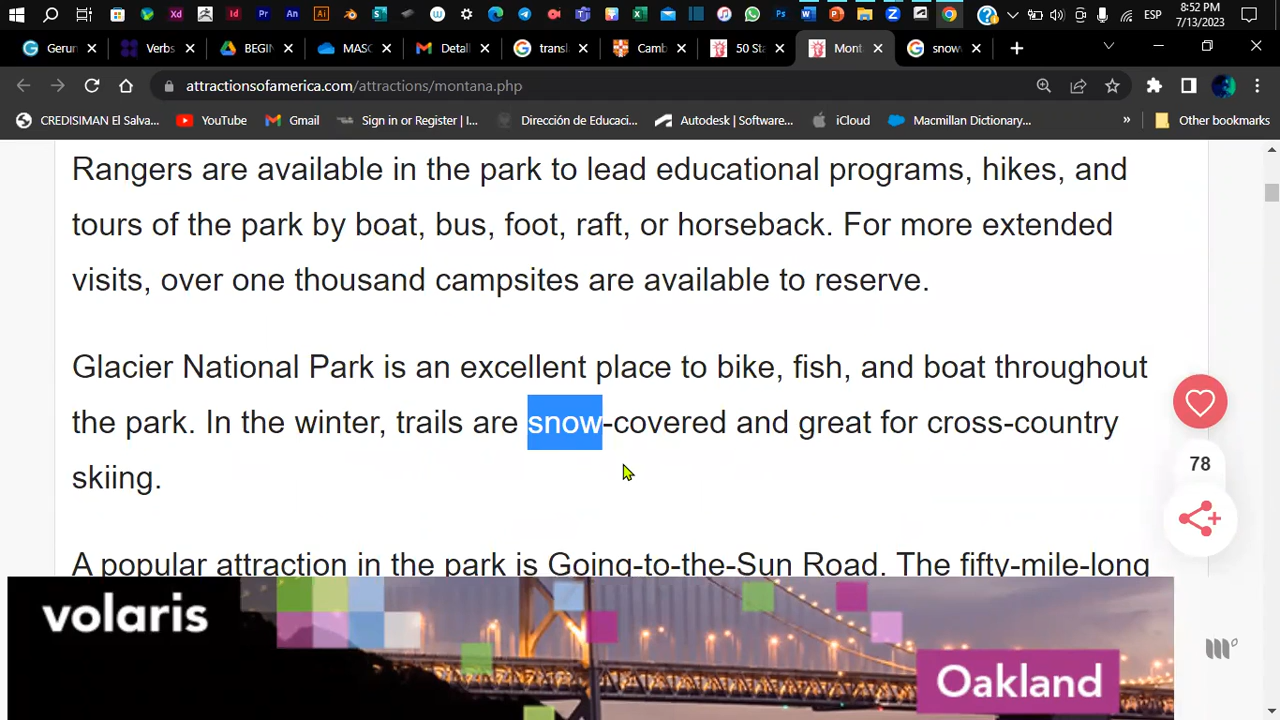 8:52 PM
ESP
7/13/2023
Gerun
Verbs
BEGIN
MASC
Detall
trans
Camb
50 Sta
Mont
snow
attractionsofamerica.com/attractions/montana.php
CREDISIMAN El Salva...
YouTube
Gmail
Sign in or Register | I...
Dirección de Educaci...
Autodesk | Software...
iCloud
Macmillan Dictionary...
»
Other bookmarks
Rangers are available in the park to lead educational programs, hikes, and
tours of the park by boat, bus, foot, raft, or horseback. For more extended
visits, over one thousand campsites are available to reserve.
Glacier National Park is an excellent place to bike, fish, and boat throughout
the park. In the winter, trails are snow-covered and great for cross-country
skiing.
78
A popular attraction in the park is Going-to-the-Sun Road. The fifty-mile-long
volaris
Oakland